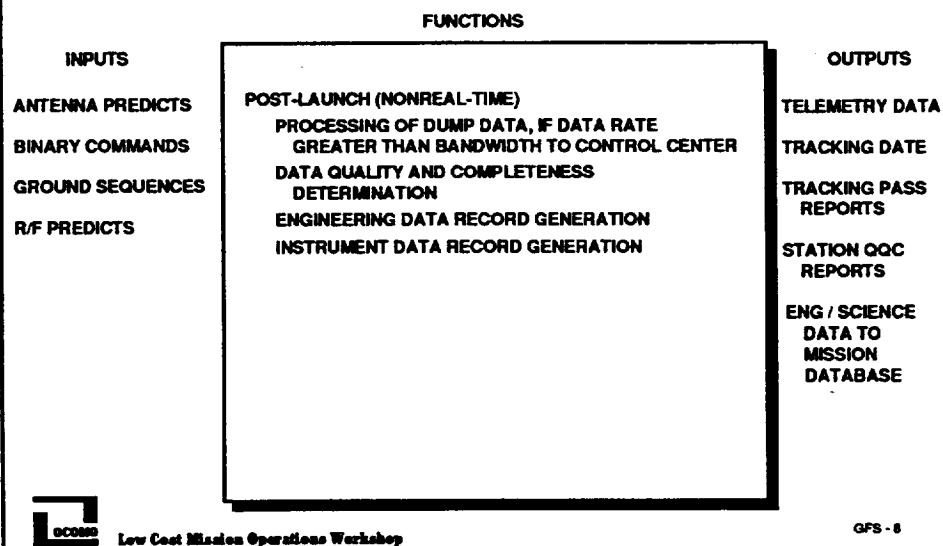 FUNCTIONS
INPUTS
ANTENNA PREDICTS
BINARY COMMANDS
GROUND SEQUENCES
R/F PREDICTS
POST-LAUNCH (NONREAL-TIME)
PROCESSING OF DUMP DATA, IF DATA RATE
GREATER THAN BANDWIDTH TO CONTROL CENTER
DATA QUALITY AND COMPLETENESS
DETERMINATION
ENGINEERING DATA RECORD GENERATION
INSTRUMENT DATA RECORD GENERATION
OUTPUTS
TELEMETRY DATA
TRACKING DATE
TRACKING PASS
REPORTS
STATION QQC
REPORTS
ENG / SCIENCE
DATA TO
MISSION
DATABASE
Low Cost Mission Operations Workshop
GFS - 8